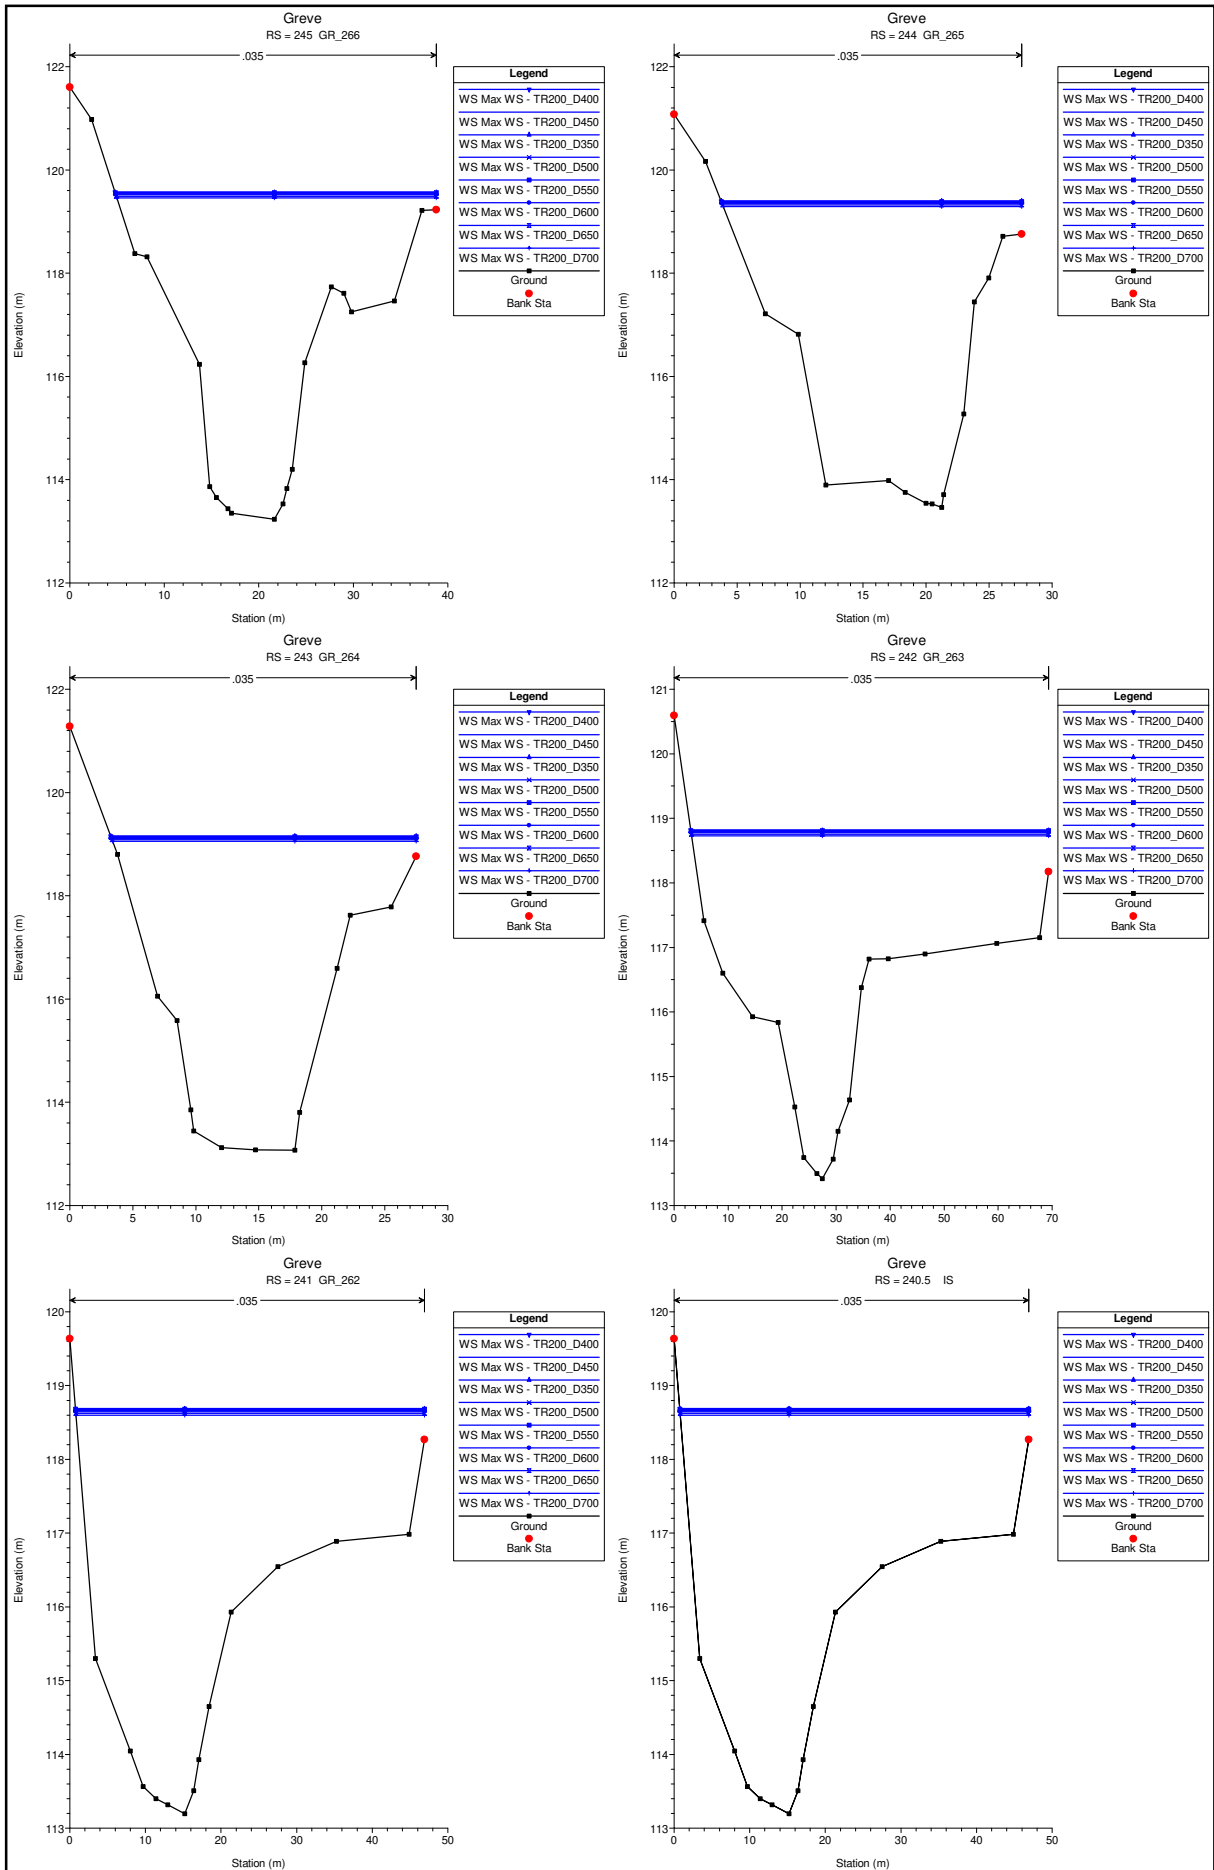 Greve
RS = 245 GR_266
.035
122
120
118
116
114
112
0
10
20
30
40
Station (m)
Elevation (m)
Legend
WS Max WS - TR200_D400
WS Max WS - TR200_D450
WS Max WS - TR200_D350
WS Max WS - TR200_D500
WS Max WS - TR200_D550
WS Max WS - TR200_D600
WS Max WS - TR200_D650
WS Max WS - TR200_D700
Ground
Bank Sta
Greve
RS = 244 GR_265
.035
122
120
118
116
114
112
0
5
10
15
20
25
30
Station (m)
Elevation (m)
Legend
WS Max WS - TR200_D400
WS Max WS - TR200_D450
WS Max WS - TR200_D350
WS Max WS - TR200_D500
WS Max WS - TR200_D550
WS Max WS - TR200_D600
WS Max WS - TR200_D650
WS Max WS - TR200_D700
Ground
Bank Sta
Greve
RS = 243 GR_264
.035
122
120
118
116
114
112
0
5
10
15
20
25
30
Station (m)
Elevation (m)
Legend
WS Max WS - TR200_D400
WS Max WS - TR200_D450
WS Max WS - TR200_D350
WS Max WS - TR200_D500
WS Max WS - TR200_D550
WS Max WS - TR200_D600
WS Max WS - TR200_D650
WS Max WS - TR200_D700
Ground
Bank Sta
Greve
RS = 242 GR_263
.035
121
120
119
118
117
116
115
114
113
0
10
20
30
40
50
60
70
Station (m)
Elevation (m)
Legend
WS Max WS - TR200_D400
WS Max WS - TR200_D450
WS Max WS - TR200_D350
WS Max WS - TR200_D500
WS Max WS - TR200_D550
WS Max WS - TR200_D600
WS Max WS - TR200_D650
WS Max WS - TR200_D700
Ground
Bank Sta
Greve
RS = 241 GR_262
.035
120
119
118
117
116
115
114
113
0
10
20
30
40
50
Station (m)
Elevation (m)
Legend
WS Max WS - TR200_D400
WS Max WS - TR200_D450
WS Max WS - TR200_D350
WS Max WS - TR200_D500
WS Max WS - TR200_D550
WS Max WS - TR200_D600
WS Max WS - TR200_D650
WS Max WS - TR200_D700
Ground
Bank Sta
Greve
RS = 240.5 IS
.035
120
119
118
117
116
115
114
113
0
10
20
30
40
50
Station (m)
Elevation (m)
Legend
WS Max WS - TR200_D400
WS Max WS - TR200_D450
WS Max WS - TR200_D350
WS Max WS - TR200_D500
WS Max WS - TR200_D550
WS Max WS - TR200_D600
WS Max WS - TR200_D650
WS Max WS - TR200_D700
Ground
Bank Sta